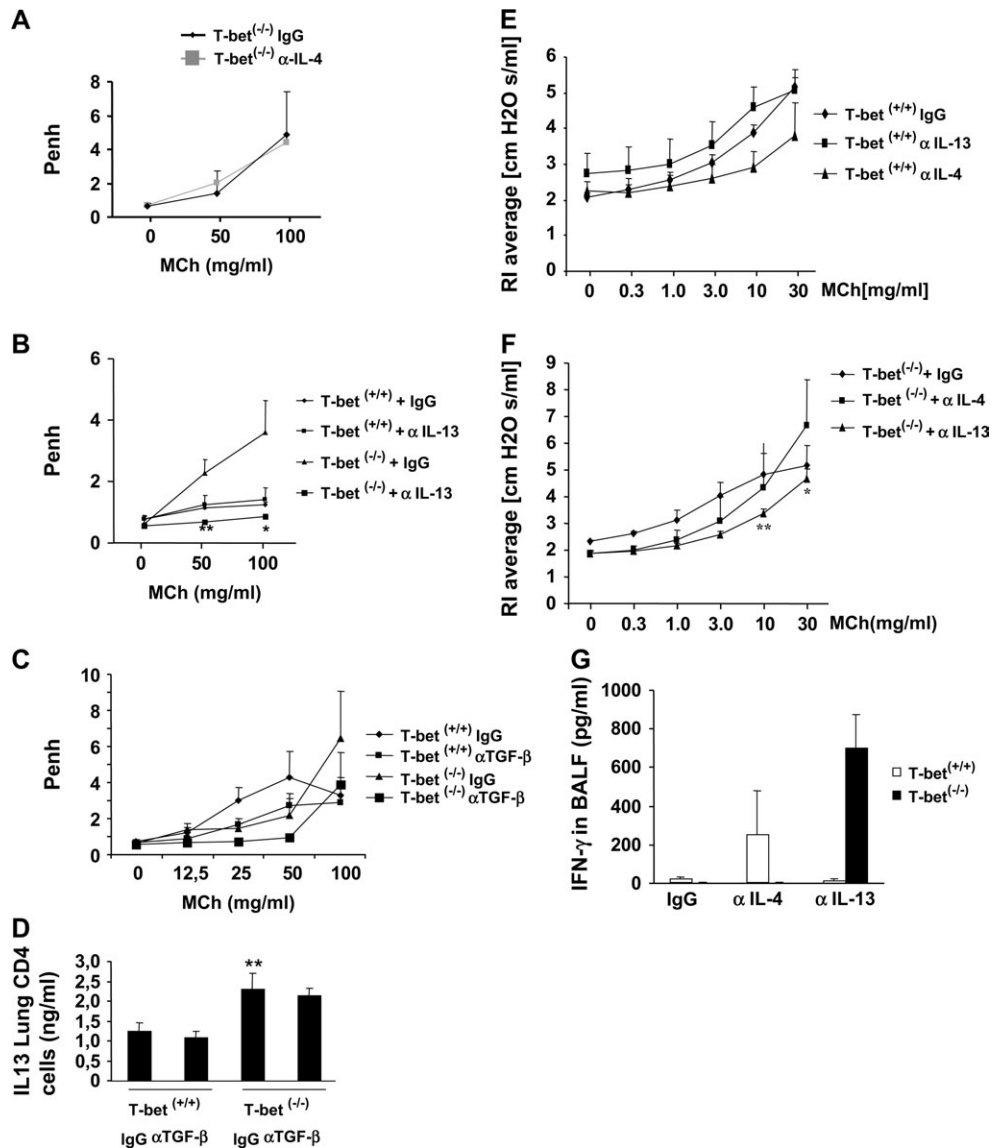 A
T-bet(-/-) IgG
T-bet(-/-) α-IL-4
Penh
8
6
4
2
0
0 50 100
MCh (mg/ml)
B
Penh
6
4
2
0
T-bet (+/+) + IgG
T-bet (+/+) + α IL-13
T-bet (-/-) + IgG
T-bet (-/-) + α IL-13
** *
0 50 100
MCh (mg/ml)
C
Penh
10
8
6
4
2
0
T-bet (+/+) IgG
T-bet (+/+) αTGF-β
T-bet (-/-) IgG
T-bet (-/-) αTGF-β
0 12,5 25 50 100
MCh (mg/ml)
D
IL13 Lung CD4
cells (ng/ml)
3,0
2,5
2,0
1,5
1,0
0,5
0
**
T-bet (+/+) T-bet (-/-)
IgG αTGF-β IgG αTGF-β
E
RI average [cm H2O s/ml]
6
5
4
3
2
1
0
T-bet (+/+) IgG
T-bet (+/+) α IL-13
T-bet (+/+) α IL-4
0 0.3 1.0 3.0 10 30 MCh[mg/ml]
F
RI average [cm H2O s/ml]
9
8
7
6
5
4
3
2
1
0
T-bet(-/-)+ IgG
T-bet (-/-)+ α IL-4
T-bet(-/-)+ α IL-13
*
**
0 0.3 1.0 3.0 10 30 MCh(mg/ml)
G
IFN-γ in BALF (pg/ml)
1000
800
600
400
200
0
T-bet(+/+)
T-bet(-/-)
IgG α IL-4 α IL-13